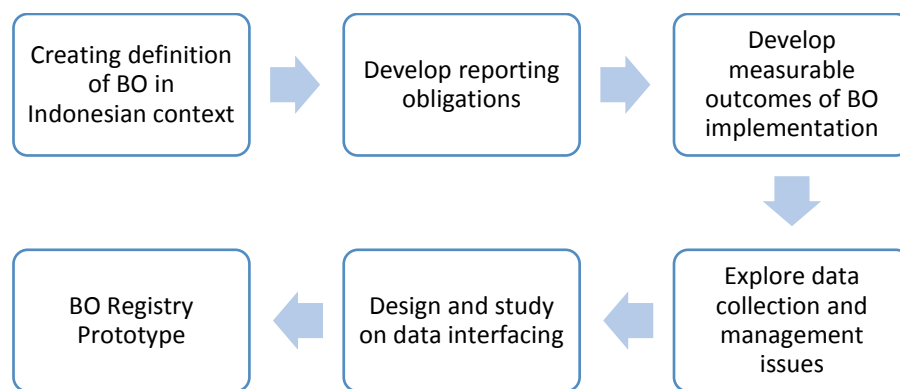 Creating definition
of BO in
Indonesian context
Develop reporting
obligations
Develop
measurable
outcomes of BO
implementation
Explore data
collection and
management
issues
Design and study
on data interfacing
BO Registry
Prototype